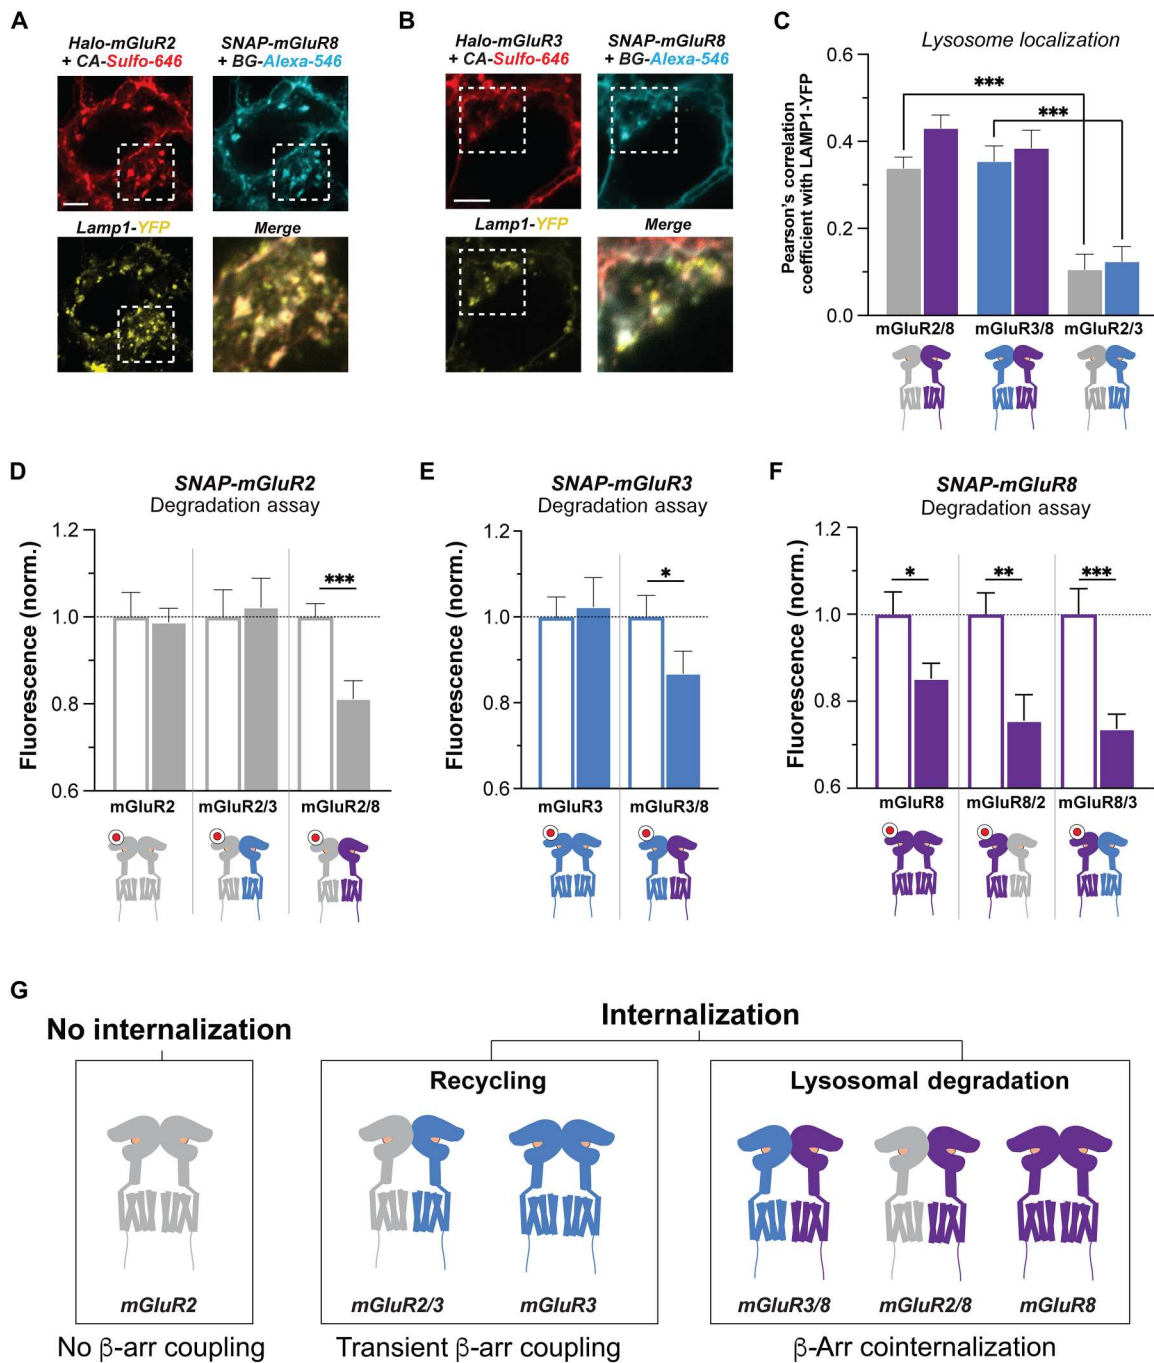 A
Halo-mGluR2
+ CA-Sulfo-646
SNAP-mGluR8
+ BG-Alexa-546
Lamp1-YFP
Merge
B
Halo-mGluR3
+ CA-Sulfo-646
SNAP-mGluR8
+ BG-Alexa-546
Lamp1-YFP
Merge
C
Lysosome localization
Pearson's correlation
coefficient with LAMP1-YFP
0.6
0.4
0.2
0.0
***
***
mGluR2/8
mGluR3/8
mGluR2/3
D
SNAP-mGluR2
Degradation assay
Fluorescence (norm.)
1.2
1.0
0.8
0.6
***
mGluR2
mGluR2/3
mGluR2/8
E
SNAP-mGluR3
Degradation assay
Fluorescence (norm.)
1.2
1.0
0.8
0.6
*
mGluR3
mGluR3/8
F
SNAP-mGluR8
Degradation assay
Fluorescence (norm.)
1.2
1.0
0.8
0.6
*
**
***
mGluR8
mGluR8/2
mGluR8/3
G
No internalization
Internalization
Recycling
Lysosomal degradation
mGluR2
mGluR2/3
mGluR3
mGluR3/8
mGluR2/8
mGluR8
No β-arr coupling
Transient β-arr coupling
β-Arr cointernalization